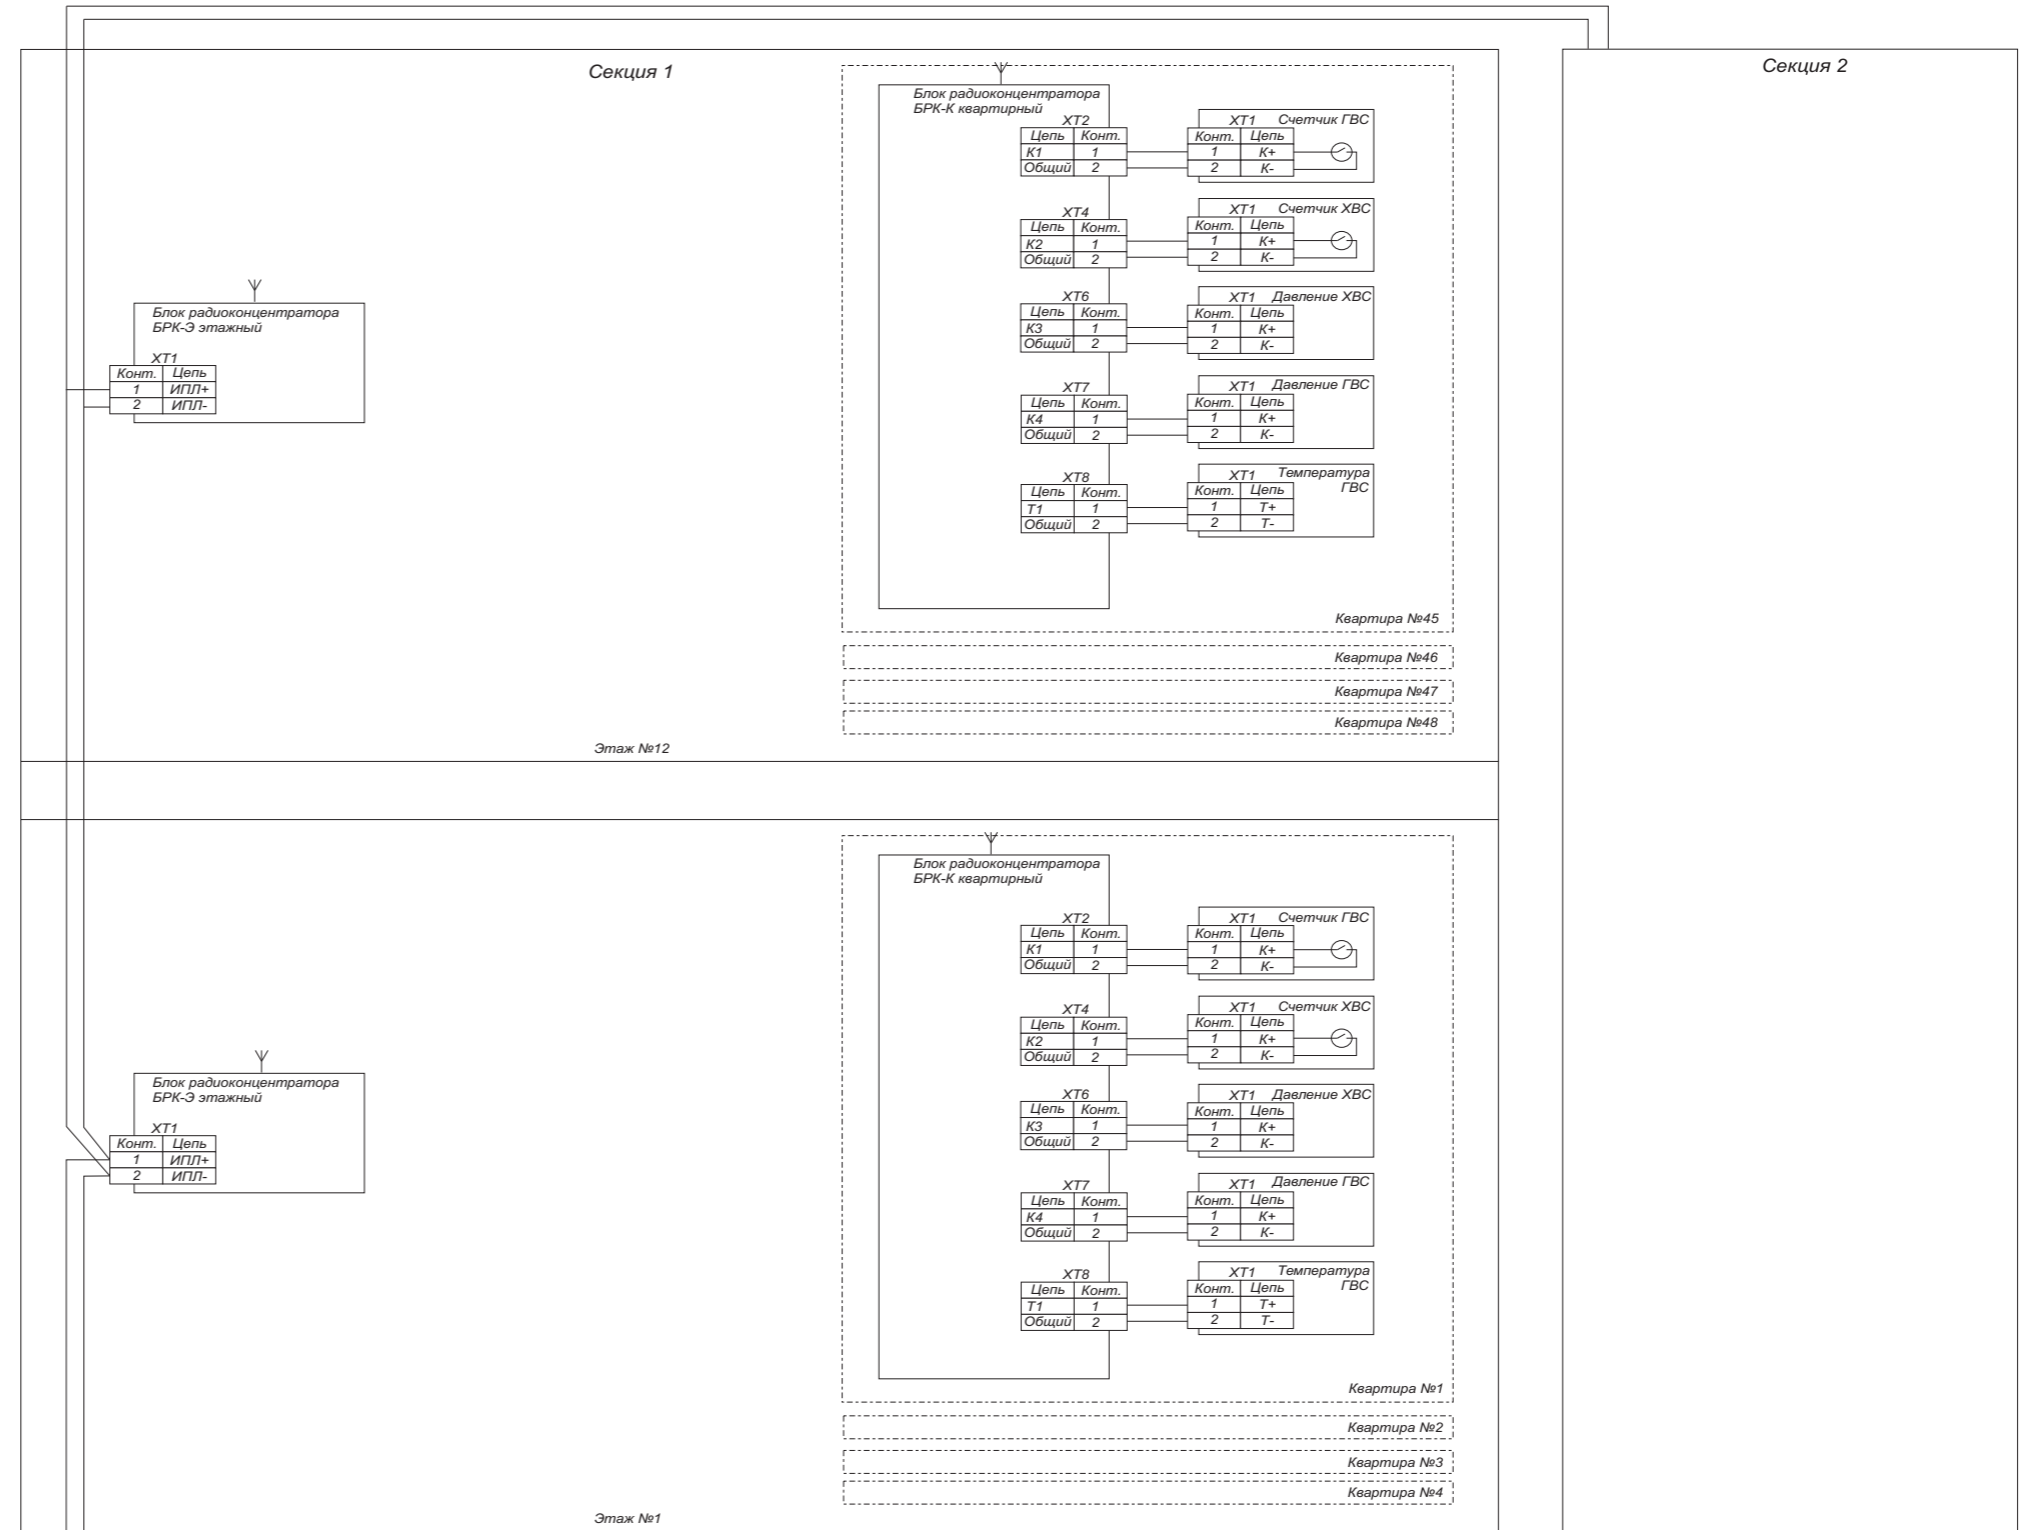 Секция 1
Секция 2
Блок радиоконцентратора
БРК-К квартирный
XT2
Цепь Конт.
К1 1
Общий 2
XT1 Счетчик ГВС
Конт. Цепь
1 К+
2 К-
XT4
Цепь Конт.
К2 1
Общий 2
XT1 Счетчик ХВС
Конт. Цепь
1 К+
2 К-
XT6
Цепь Конт.
К3 1
Общий 2
XT1 Давление ХВС
Конт. Цепь
1 К+
2 К-
XT7
Цепь Конт.
К4 1
Общий 2
XT1 Давление ГВС
Конт. Цепь
1 К+
2 К-
XT8
Цепь Конт.
Т1 1
Общий 2
XT1 Температура
ГВС
Конт. Цепь
1 Т+
2 Т-
Квартира №45
Квартира №46
Квартира №47
Квартира №48
Блок радиоконцентратора
БРК-Э этажный
XT1
Конт. Цепь
1 ИПЛ+
2 ИПЛ-
Этаж №12
Блок радиоконцентратора
БРК-К квартирный
XT2
Цепь Конт.
К1 1
Общий 2
XT1 Счетчик ГВС
Конт. Цепь
1 К+
2 К-
XT4
Цепь Конт.
К2 1
Общий 2
XT1 Счетчик ХВС
Конт. Цепь
1 К+
2 К-
XT6
Цепь Конт.
К3 1
Общий 2
XT1 Давление ХВС
Конт. Цепь
1 К+
2 К-
XT7
Цепь Конт.
К4 1
Общий 2
XT1 Давление ГВС
Конт. Цепь
1 К+
2 К-
XT8
Цепь Конт.
Т1 1
Общий 2
XT1 Температура
ГВС
Конт. Цепь
1 Т+
2 Т-
Квартира №1
Квартира №2
Квартира №3
Квартира №4
Блок радиоконцентратора
БРК-Э этажный
XT1
Конт. Цепь
1 ИПЛ+
2 ИПЛ-
Этаж №1